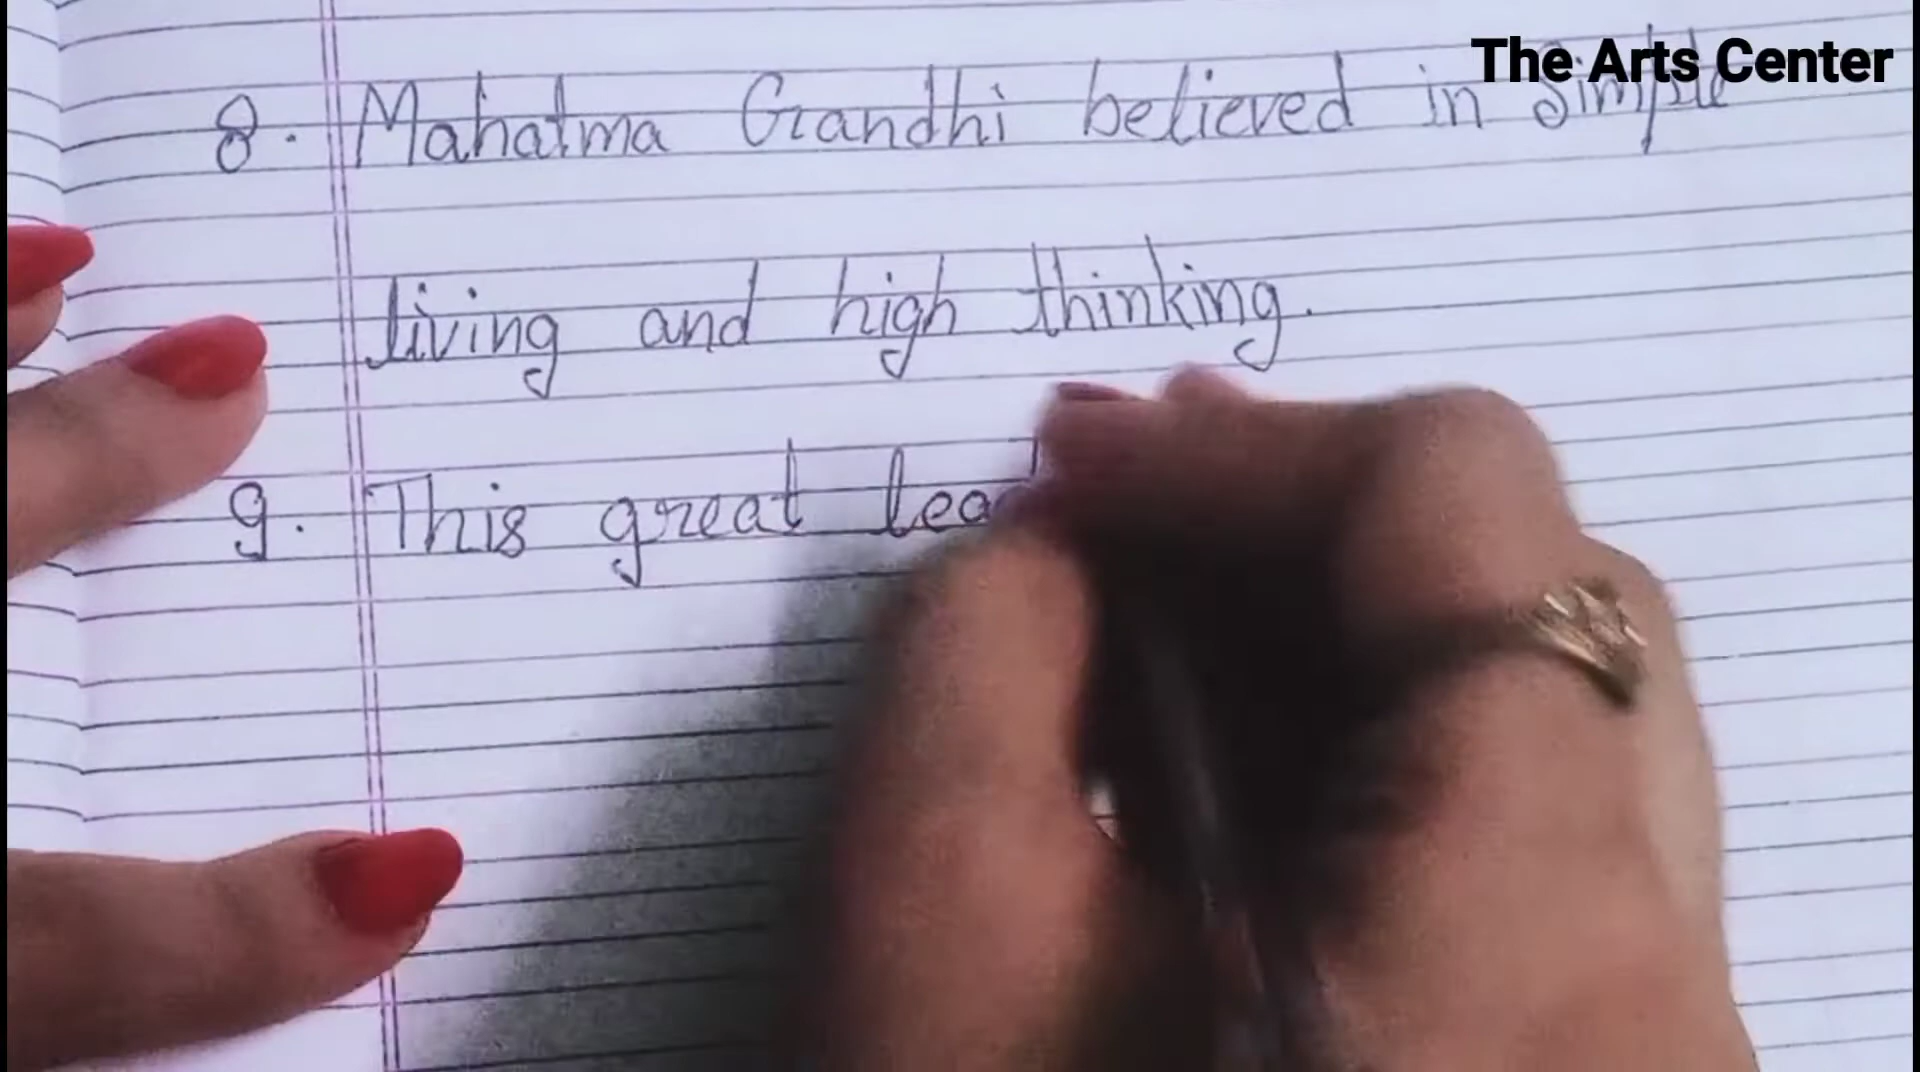 The Arts Center
8. Mahatma Gandhi believed in Simple
living and high thinking.
9. This great